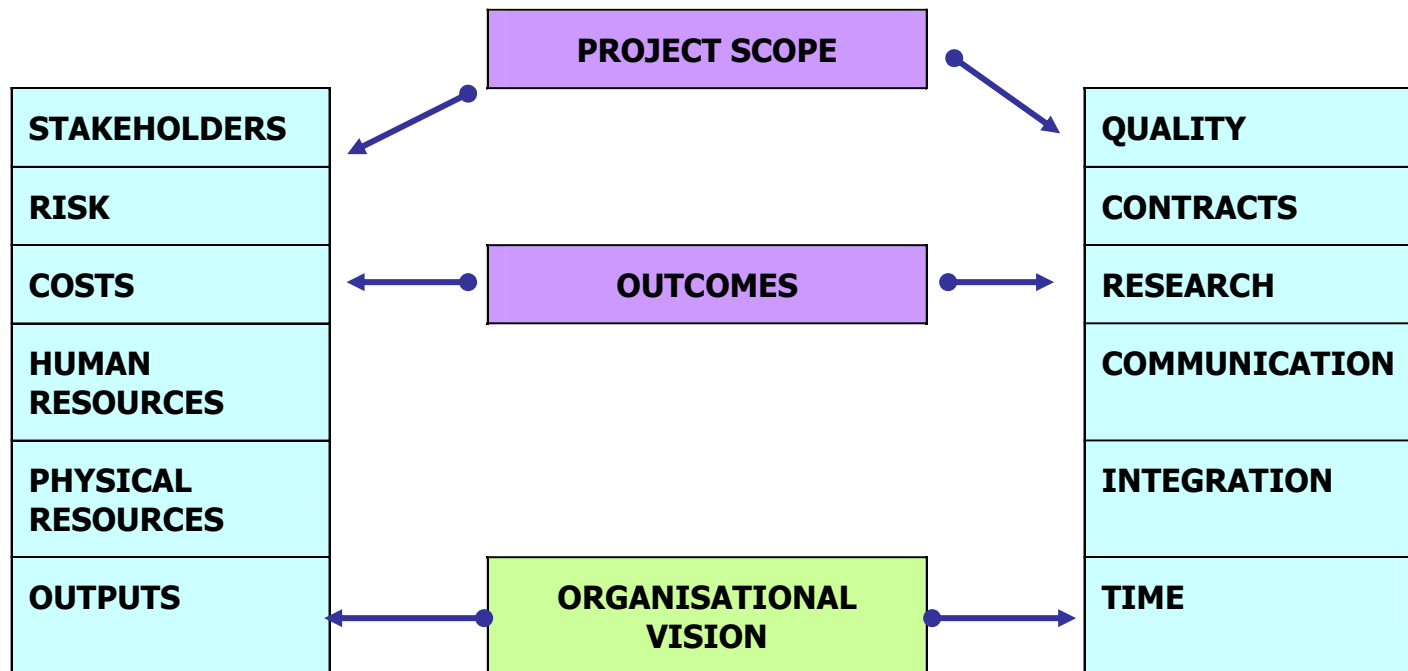 PROJECT SCOPE
STAKEHOLDERS
QUALITY
RISK
CONTRACTS
COSTS
OUTCOMES
RESEARCH
HUMAN
RESOURCES
COMMUNICATION
PHYSICAL
RESOURCES
INTEGRATION
OUTPUTS
ORGANISATIONAL
VISION
TIME